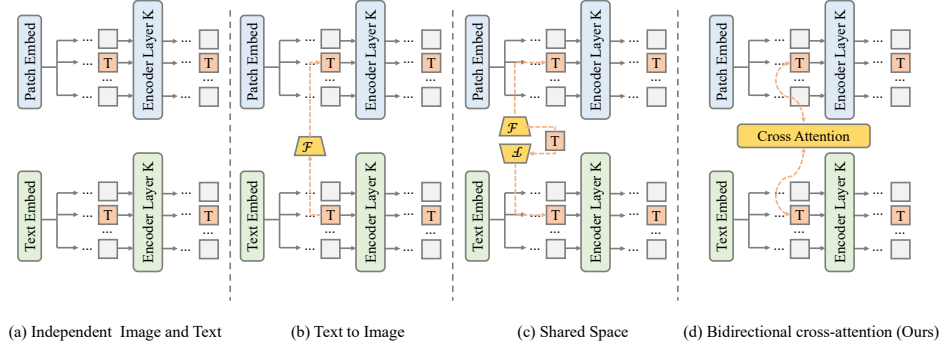 Patch Embed
...
...
...
T
...
Encoder Layer K
...
...
...
T
...
Text Embed
...
...
...
T
...
Encoder Layer K
...
...
...
T
...
(a) Independent Image and Text
Patch Embed
...
...
...
T
...
Encoder Layer K
...
...
...
T
...
F
Text Embed
...
...
...
T
...
Encoder Layer K
...
...
...
T
...
(b) Text to Image
Patch Embed
...
...
...
T
...
Encoder Layer K
...
...
...
T
...
F
T
Text Embed
...
...
...
T
...
Encoder Layer K
...
...
...
T
...
(c) Shared Space
Patch Embed
...
...
...
T
...
Encoder Layer K
...
...
...
T
...
Cross Attention
Text Embed
...
...
...
T
...
Encoder Layer K
...
...
...
T
...
(d) Bidirectional cross-attention (Ours)